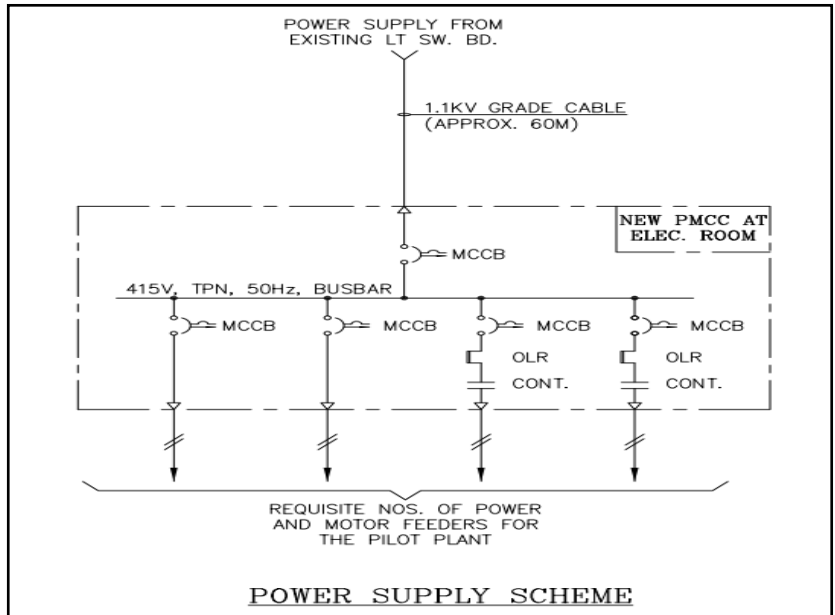 POWER SUPPLY FROM
EXISTING LT SW. BD.
1.1KV GRADE CABLE
(APPROX. 60M)
NEW PMCC AT
ELEC. ROOM
MCCB
415V, TPN, 50Hz, BUSBAR
MCCB
MCCB
MCCB
MCCB
OLR
OLR
CONT.
CONT.
REQUISITE NOS. OF POWER
AND MOTOR FEEDERS FOR
THE PILOT PLANT
POWER SUPPLY SCHEME